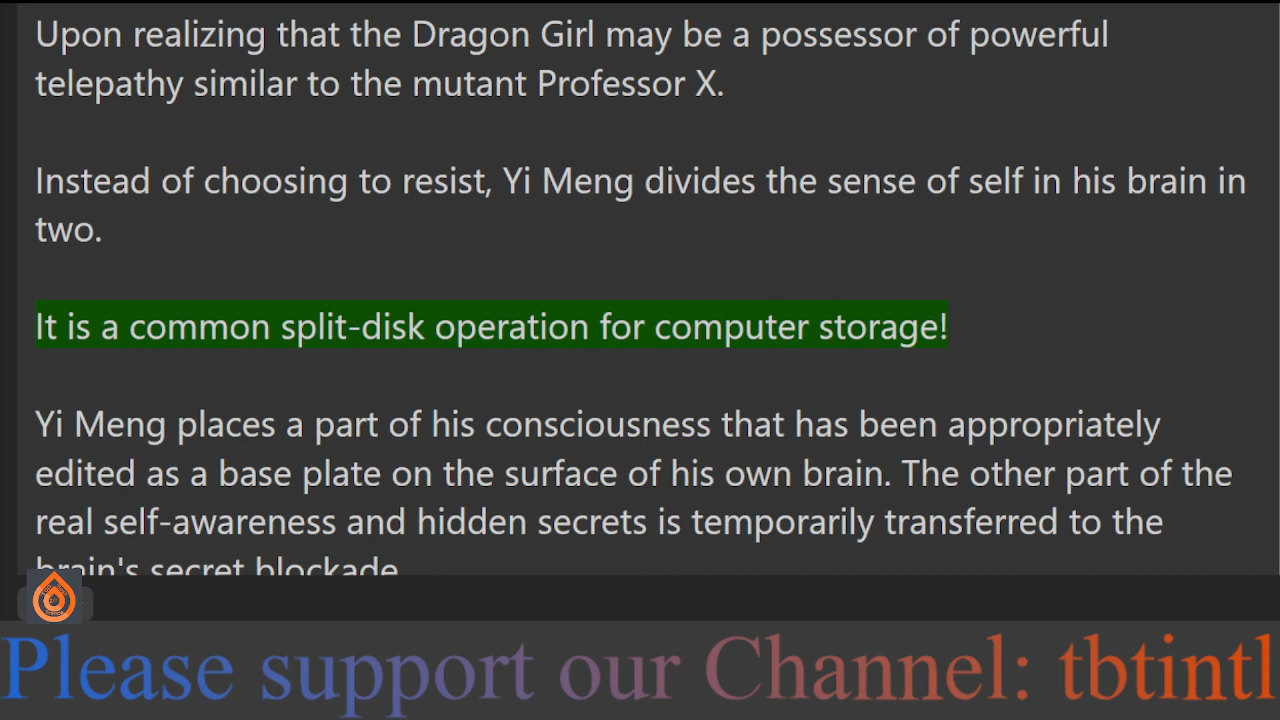 Upon realizing that the Dragon Girl may be a possessor of powerful
telepathy similar to the mutant Professor X.
Instead of choosing to resist, Yi Meng divides the sense of self in his brain in
two.
It is a common split-disk operation for computer storage!
Yi Meng places a part of his consciousness that has been appropriately
edited as a base plate on the surface of his own brain. The other part of the
real self-awareness and hidden secrets is temporarily transferred to the
brain's secret blockade
Please support our Channel: tbtintl